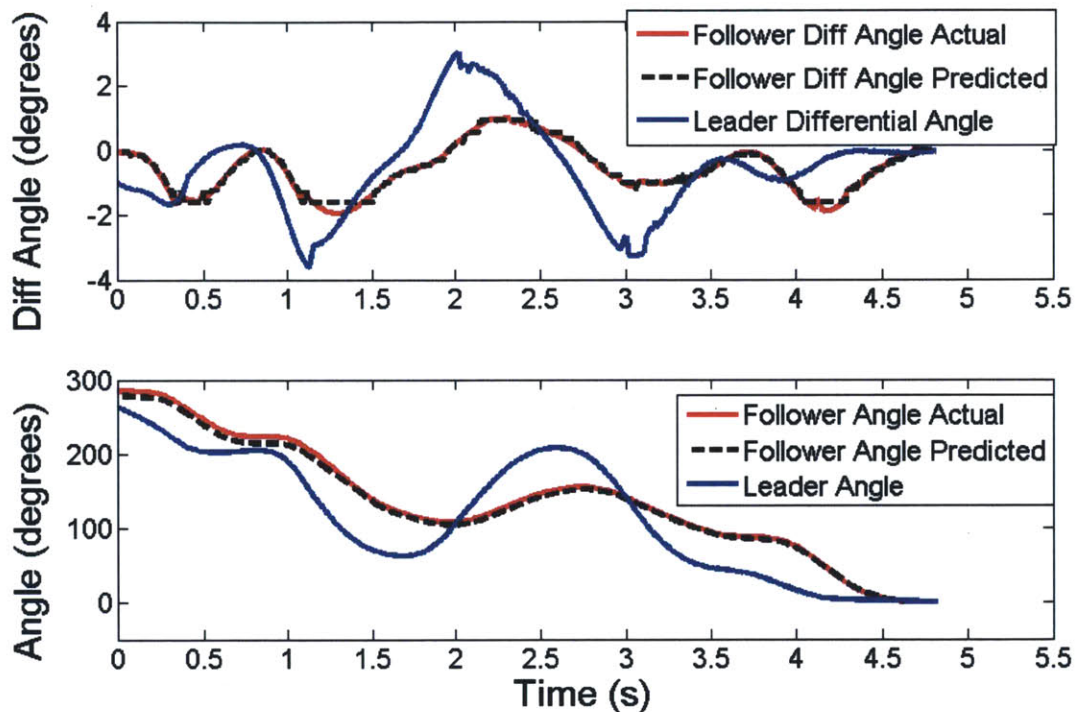 Diff Angle (degrees)
4
2
0
-2
-4
0 0.5 1 1.5 2 2.5 3 3.5 4 4.5 5 5.5
Follower Diff Angle Actual
Follower Diff Angle Predicted
Leader Differential Angle
Angle (degrees)
300
200
100
0
0 0.5 1 1.5 2 2.5 3 3.5 4 4.5 5 5.5
Follower Angle Actual
Follower Angle Predicted
Leader Angle
Time (s)